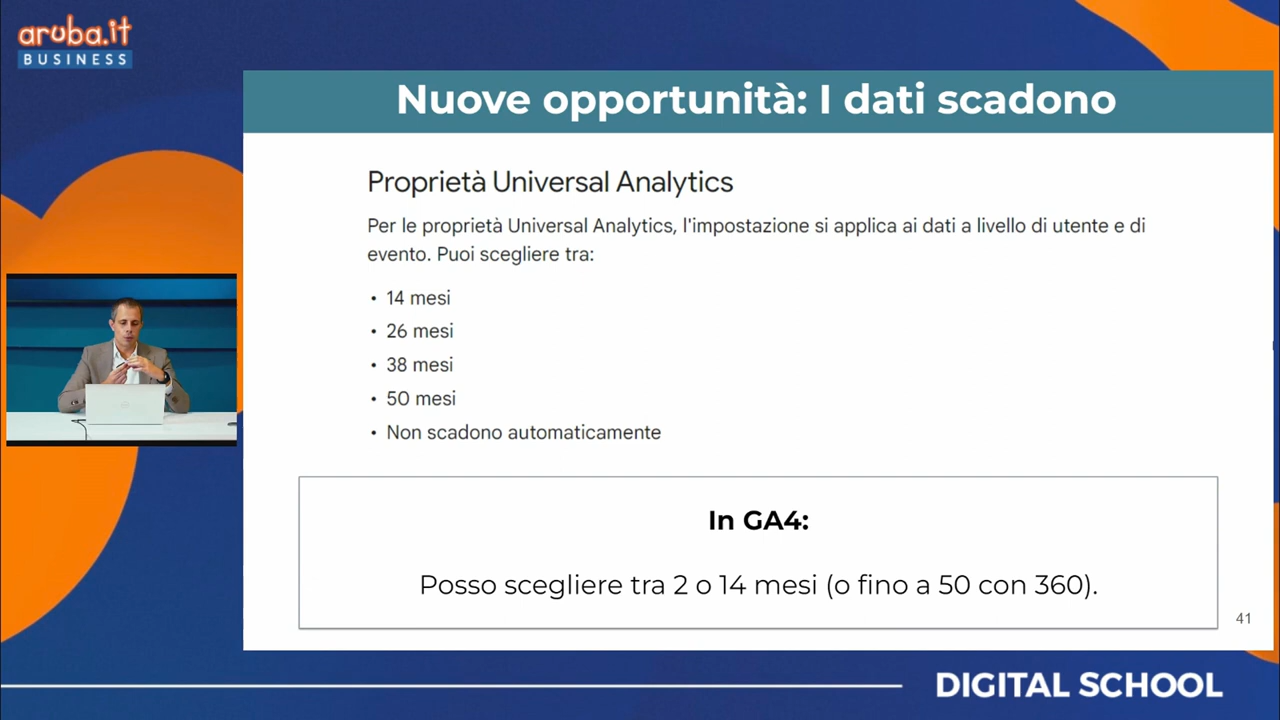 aruba.it
BUSINESS
Nuove opportunità: I dati scadono
Proprietà Universal Analytics
Per le proprietà Universal Analytics, l'impostazione si applica ai dati a livello di utente e di
evento. Puoi scegliere tra:
• 14 mesi
• 26 mesi
• 38 mesi
• 50 mesi
• Non scadono automaticamente
In GA4:
Posso scegliere tra 2 o 14 mesi (o fino a 50 con 360).
41
DIGITAL SCHOOL